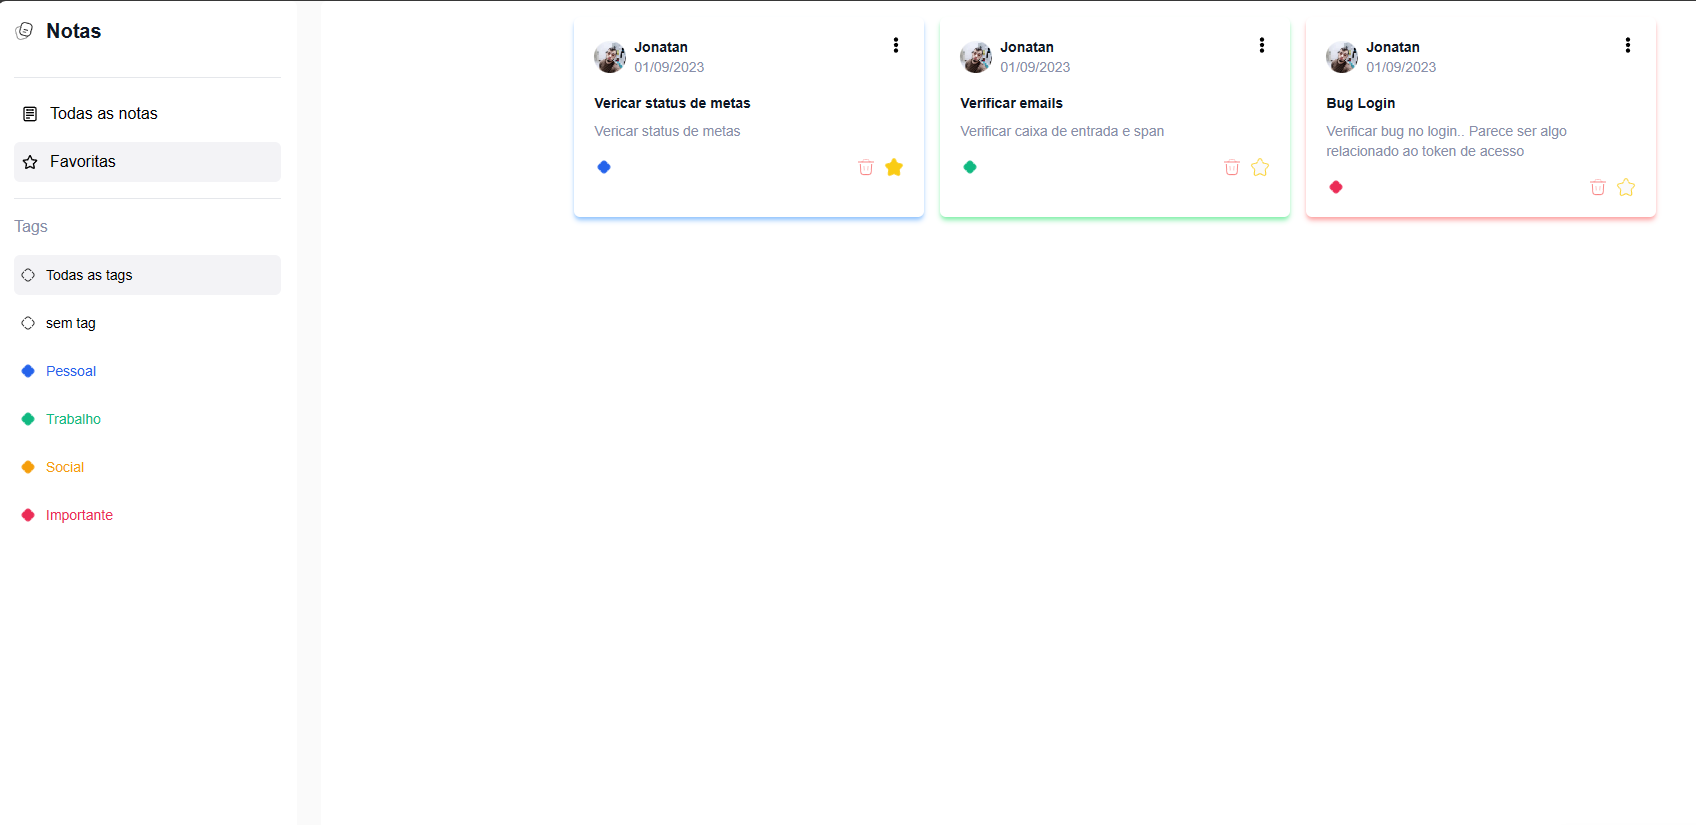 Notas
Todas as notas
Favoritas
Tags
Todas as tags
sem tag
Pessoal
Trabalho
Social
Importante
Jonatan
01/09/2023
Vericar status de metas
Vericar status de metas
Jonatan
01/09/2023
Verificar emails
Verificar caixa de entrada e span
Jonatan
01/09/2023
Bug Login
Verificar bug no login.. Parece ser algo
relacionado ao token de acesso